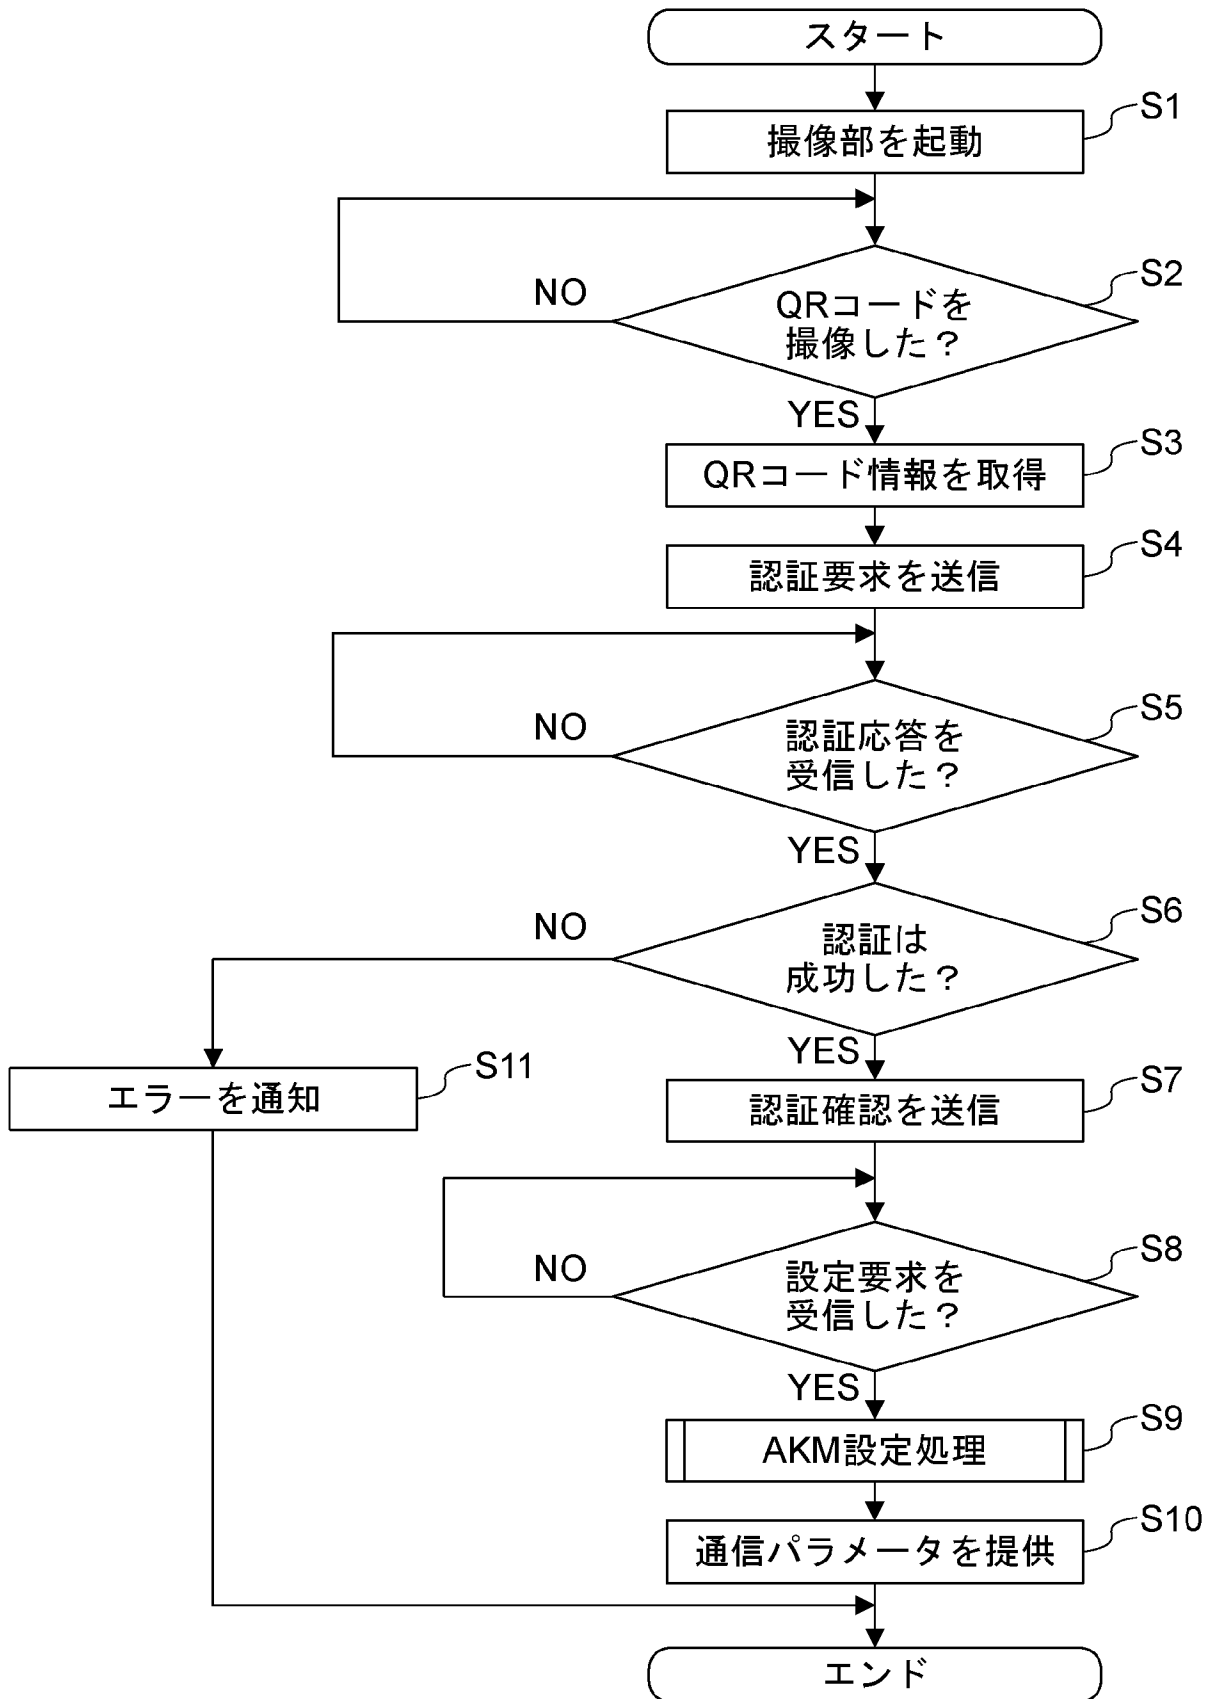 スタート
S1
撮像部を起動
S2
NO
QRコードを
撮像した？
YES
S3
QRコード情報を取得
S4
認証要求を送信
S5
NO
認証応答を
受信した？
YES
S6
NO
認証は
成功した？
YES
S11
エラーを通知
S7
認証確認を送信
S8
NO
設定要求を
受信した？
YES
S9
AKM設定処理
S10
通信パラメータを提供
エンド